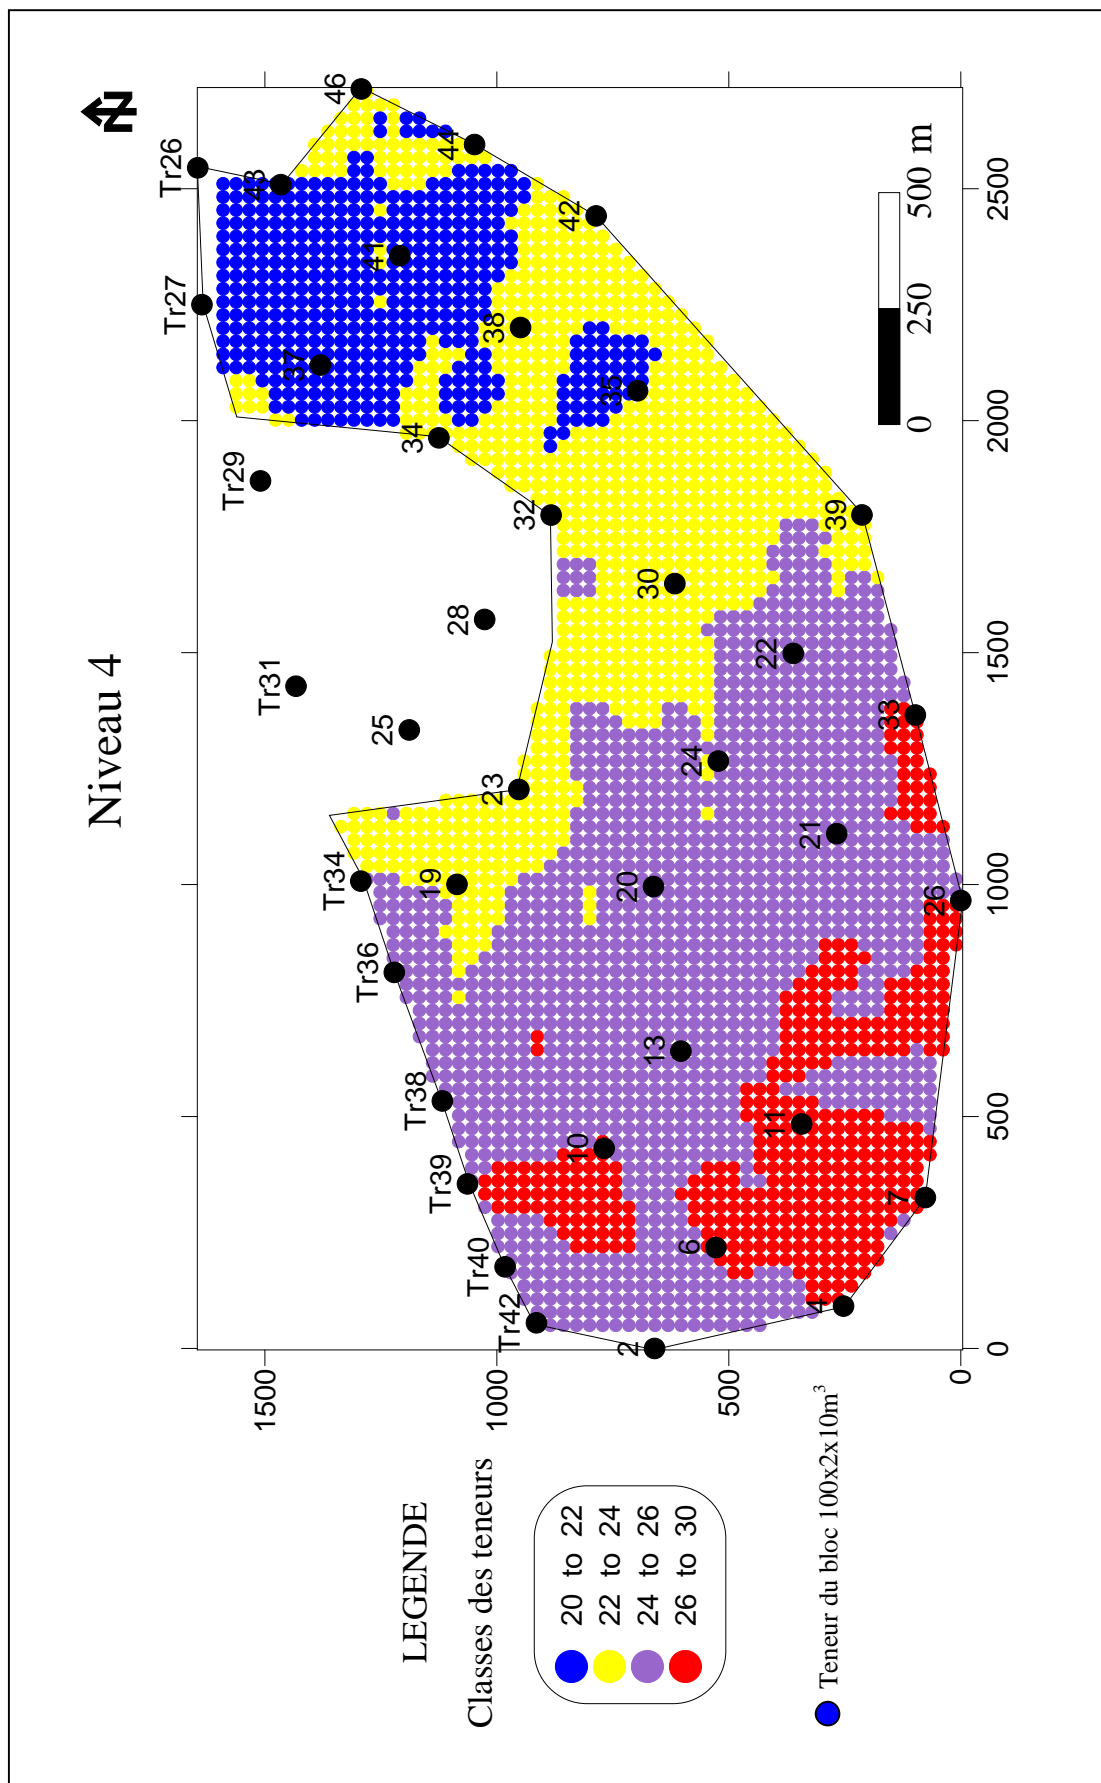 Niveau 4
N
Tr26
Tr27
43
46
44
41
37
42
38
Tr29
34
35
32
39
30
28
Tr31
25
22
23
24
33
Tr34
19
21
20
26
Tr36
13
Tr38
11
10
Tr39
7
6
Tr40
4
Tr42
2
0
500
1000
1500
2000
2500
0
500
1000
1500
0
250
500 m
LEGENDE
Classes des teneurs
20 to 22
22 to 24
24 to 26
26 to 30
Teneur du bloc 100x2x10m³